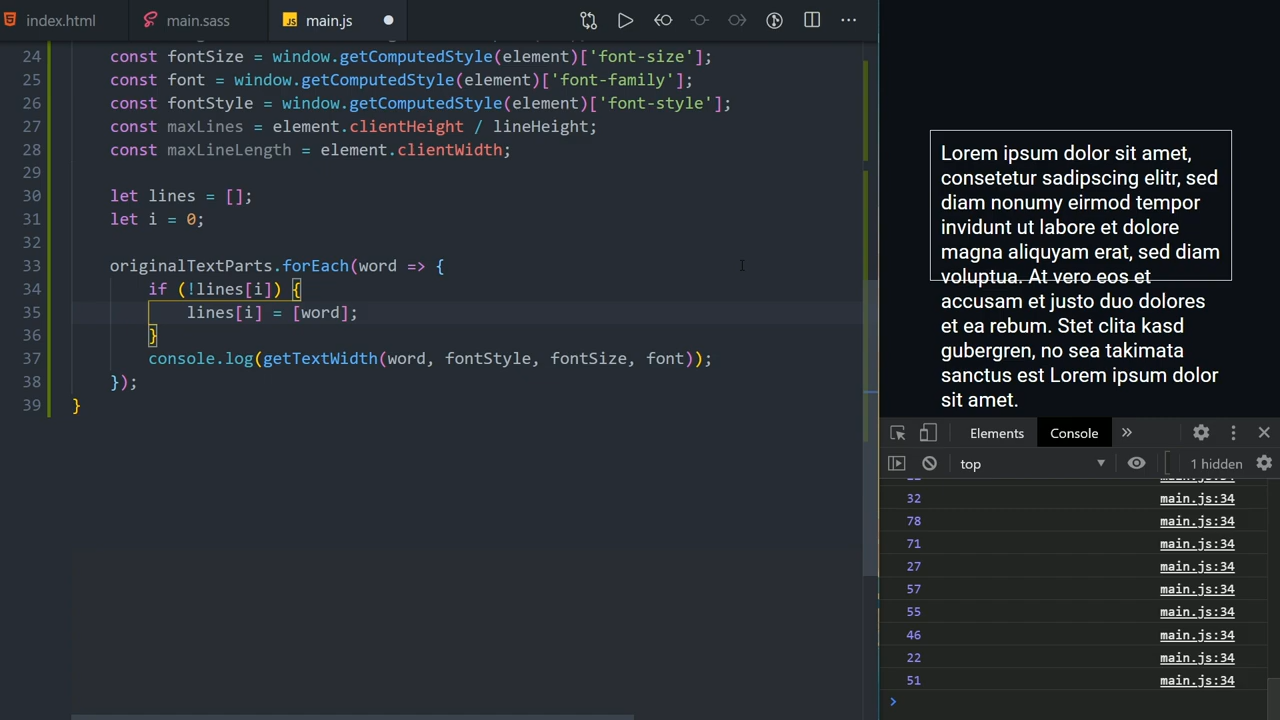 index.html
main.sass
JS main.js
24 const fontSize = window.getComputedStyle(element)['font-size'];
25 const font = window.getComputedStyle(element)['font-family'];
26 const fontStyle = window.getComputedStyle(element)['font-style'];
27 const maxLines = element.clientHeight / lineHeight;
28 const maxLineLength = element.clientWidth;
29
30 let lines = [];
31 let i = 0;
32
33 originalTextParts.forEach(word => {
34 if (!lines[i]) {
35 lines[i] = [word];
36 }
37 console.log(getTextWidth(word, fontStyle, fontSize, font));
38 });
39 }
Lorem ipsum dolor sit amet,
consetetur sadipscing elitr, sed
diam nonumy eirmod tempor
invidunt ut labore et dolore
magna aliquyam erat, sed diam
voluptua. At vero eos et
accusam et justo duo dolores
et ea rebum. Stet clita kasd
gubergren, no sea takimata
sanctus est Lorem ipsum dolor
sit amet.
Elements Console
top 1 hidden
32 main.js:34
78 main.js:34
71 main.js:34
27 main.js:34
57 main.js:34
55 main.js:34
46 main.js:34
22 main.js:34
51 main.js:34